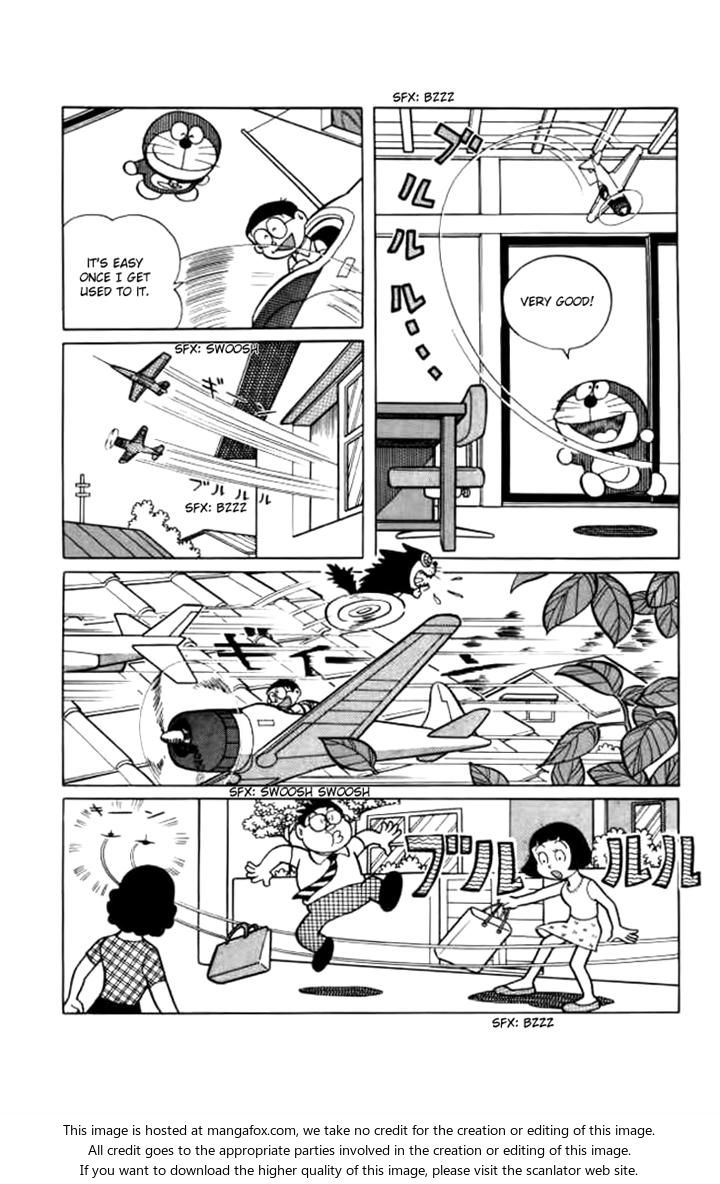 SFX: BZZZ
ブルルル・・・
VERY GOOD!
IT'S EASY
ONCE I GET
USED TO IT.
SFX: SWOOSH
ギ
ブル ル ル
SFX: BZZZ
ギイーン
SFX: SWOOSH SWOOSH
ブル ルル
キーン
SFX: BZZZ
This image is hosted at mangafox.com, we take no credit for the creation or editing of this image.
All credit goes to the appropriate parties involved in the creation or editing of this image.
If you want to download the higher quality of this image, please visit the scanlator web site.